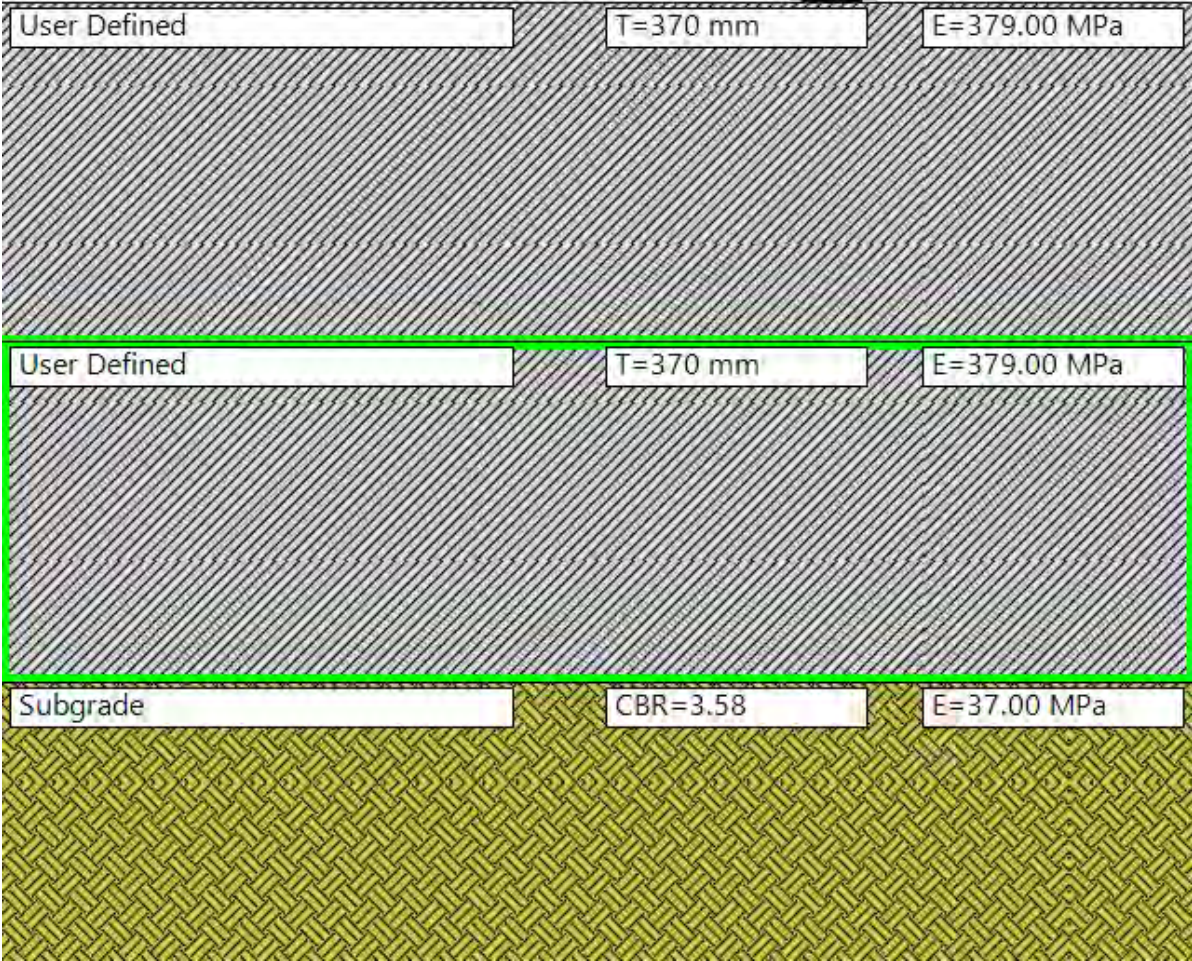 User Defined T=370 mm E=379.00 MPa
User Defined T=370 mm E=379.00 MPa
Subgrade CBR=3.58 E=37.00 MPa